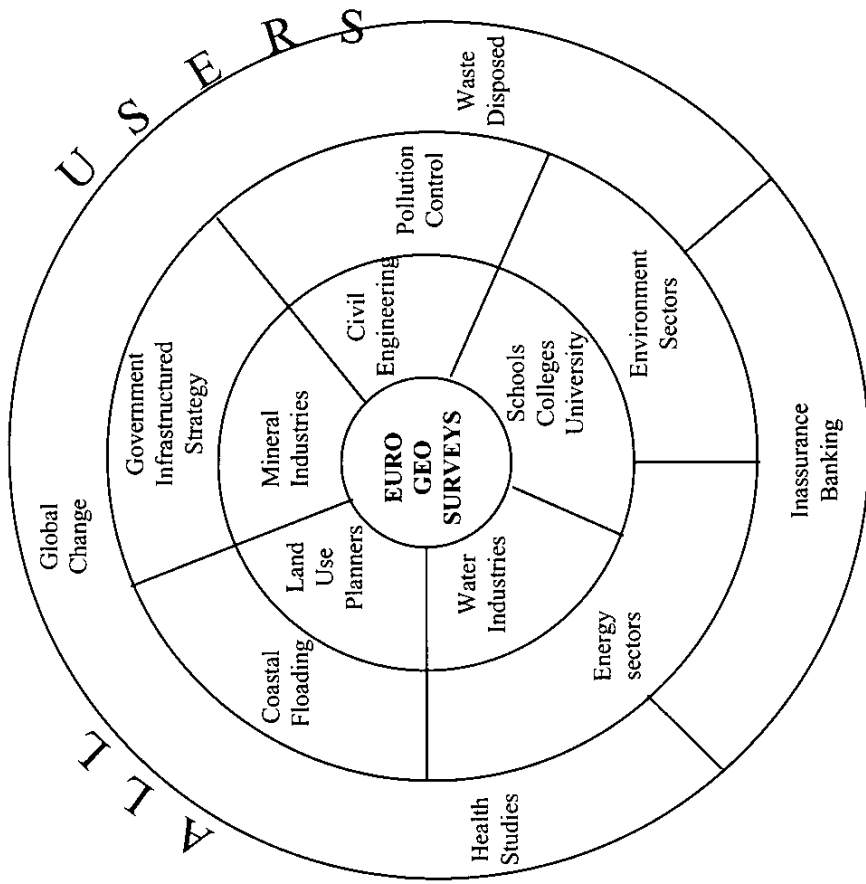 ALL USERS
Global
Change
Waste
Disposed
Inassurance
Banking
Health
Studies
Government
Infrastructured
Strategy
Pollution
Control
Environment
Sectors
Energy
sectors
Coastal
Floading
Mineral
Industries
Civil
Engineering
Schools
Colleges
University
Water
Industries
Land
Use
Planners
EURO
GEO
SURVEYS